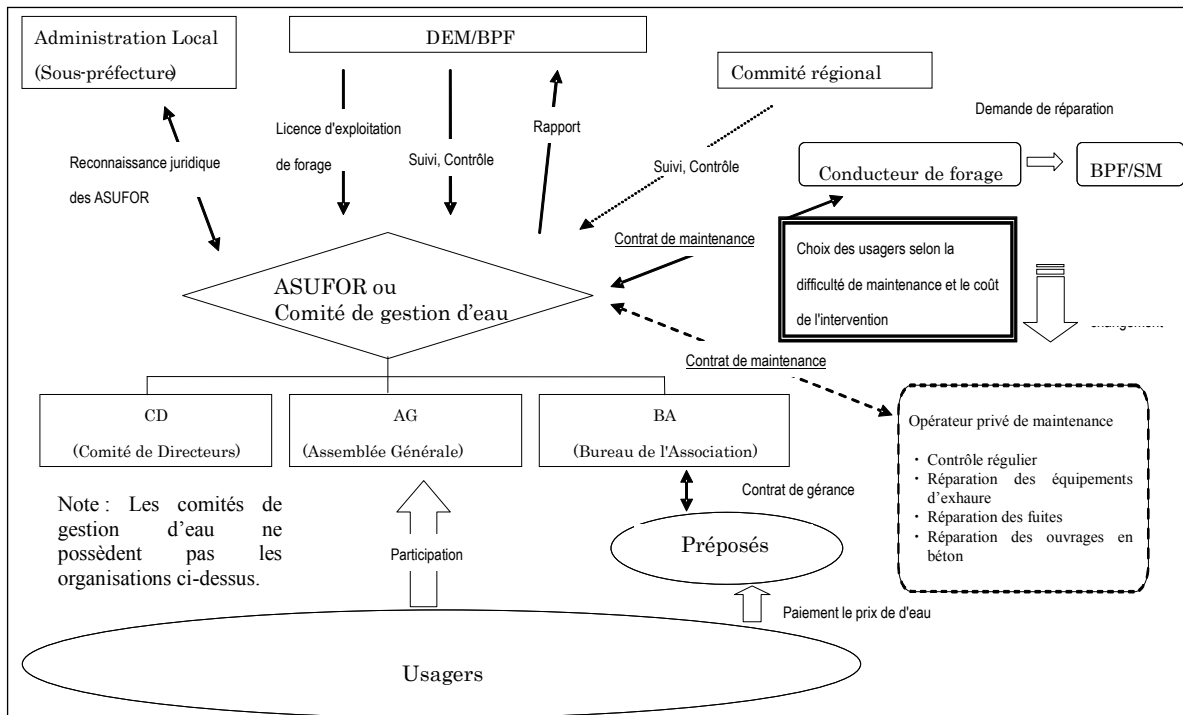 Administration Local
(Sous-préfecture)
DEM/BPF
Commité régional
Demande de réparation
Licence d'exploitation
de forage
Suivi, Contrôle
Rapport
Reconnaissance juridique
des ASUFOR
Suivi, Contrôle
Conducteur de forage
BPF/SM
Contrat de maintenance
Choix des usagers selon la
difficulté de maintenance et le coût
de l'intervention
changement
ASUFOR ou
Comité de gestion d'eau
Contrat de maintenance
CD
(Comité de Directeurs)
AG
(Assemblée Générale)
BA
(Bureau de l'Association)
Opérateur privé de maintenance
・ Contrôle régulier
・ Réparation des équipements
d'exhaure
・ Réparation des fuites
・ Réparation des ouvrages en
béton
Note : Les comités de
gestion d'eau ne
possèdent pas les
organisations ci-dessus.
Contrat de gérance
Participation
Préposés
Paiement le prix de d'eau
Usagers